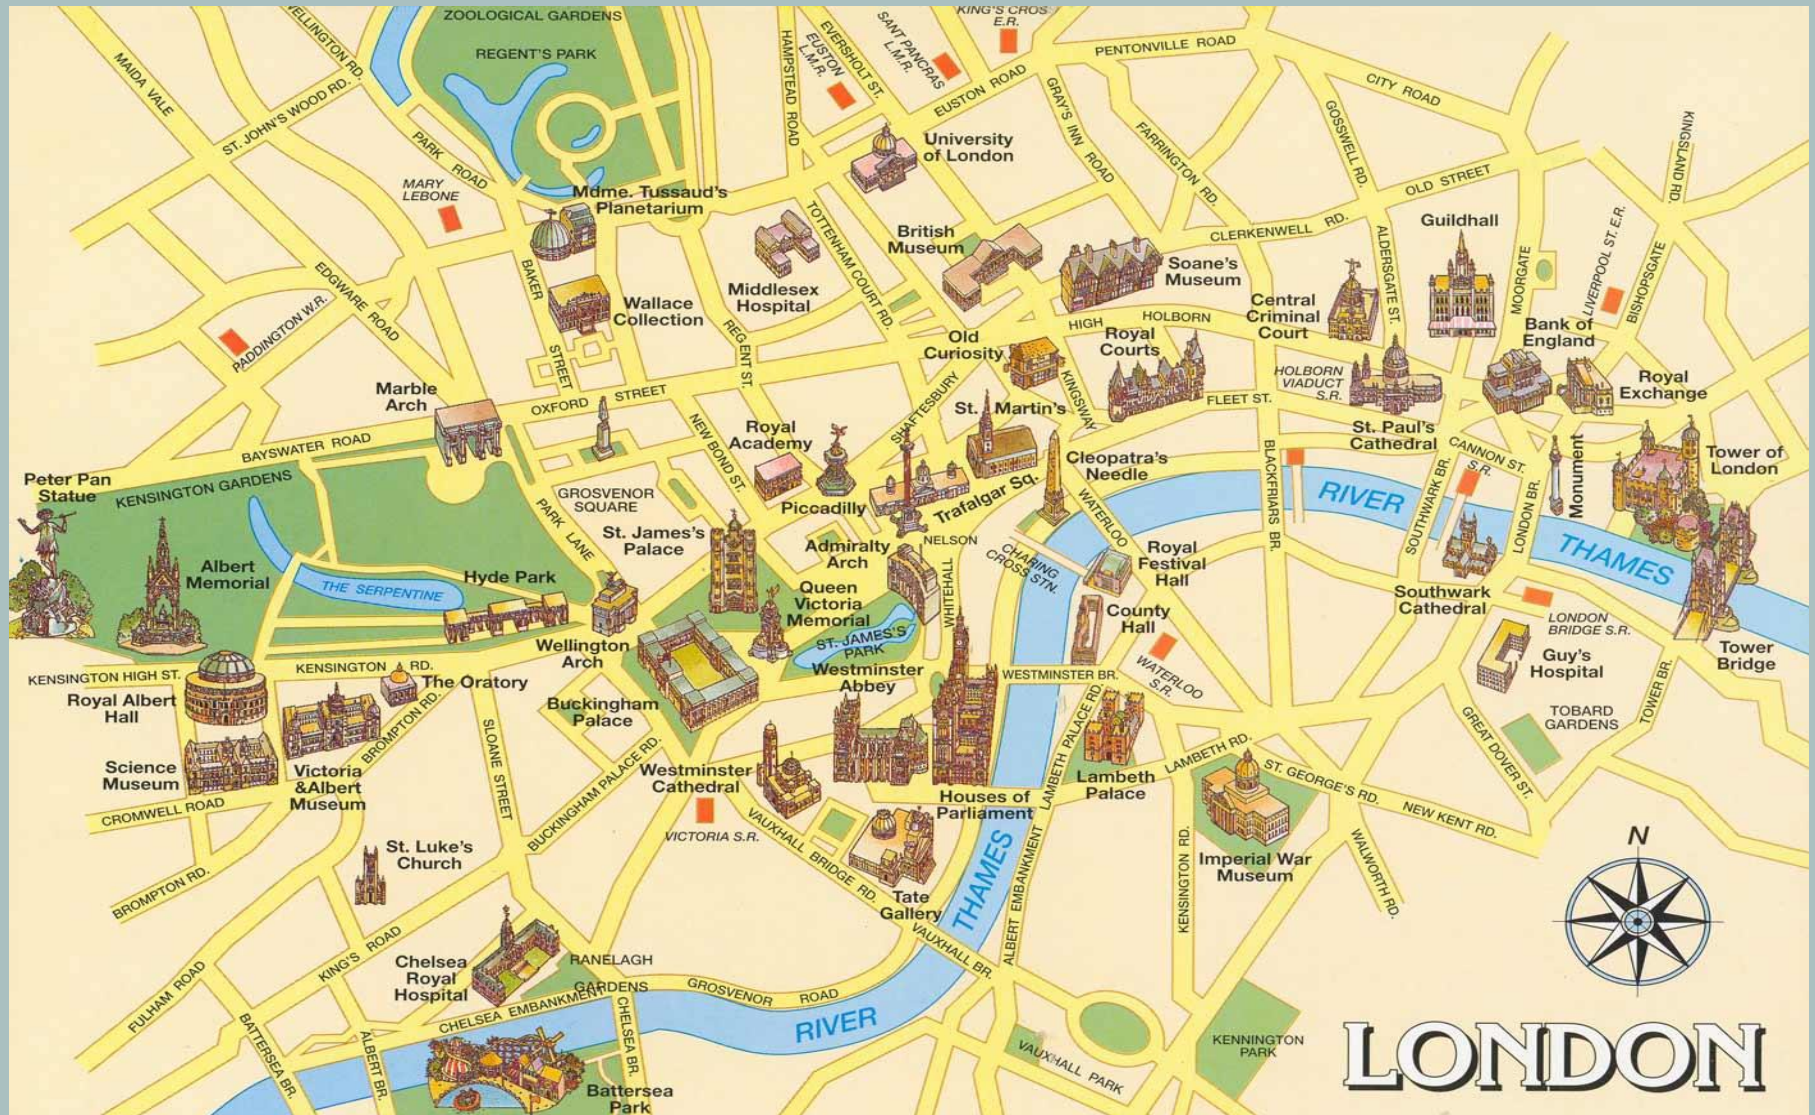 ZOOLOGICAL GARDENS
REGENT'S PARK
WELLINGTON RD.
MAIDA VALE
ST. JOHN'S WOOD RD.
PARK ROAD
MARY
LEBONE
HAMPSTEAD ROAD
EVERSHOLT ST.
EUSTON
L.M.R.
SANT PANCRAS
L.M.R.
KING'S CROS
E.R.
EUSTON ROAD
PENTONVILLE ROAD
CITY ROAD
GRAY'S INN ROAD
FARRINGTON RD.
GOSSWELL RD.
OLD STREET
KINGSLAND RD.
University
of London
Mdme. Tussaud's
Planetarium
British
Museum
TOTTENHAM COURT RD.
CLERKENWELL RD.
Guildhall
ALDERSGATE ST.
MOORGATE
LIVERPOOL ST. E.R.
BISHOPSGATE
EDGWARE ROAD
PADDINGTON W.R.
BAKER
STREET
Wallace
Collection
Middlesex
Hospital
Soane's
Museum
Central
Criminal
Court
HIGH HOLBORN
Royal
Courts
Old
Curiosity
Bank of
England
Royal
Exchange
REGENT ST.
HOLBORN
VIADUCT
S.R.
Marble
Arch
OXFORD STREET
SHAFTESBURY
KINGSWAY
FLEET ST.
St. Martin's
St. Paul's
Cathedral
CANNON ST.
S.R.
BAYSWATER ROAD
NEW BOND ST.
Royal
Academy
Cleopatra's
Needle
Monument
Tower of
London
Peter Pan
Statue
KENSINGTON GARDENS
GROSVENOR
SQUARE
PARK LANE
Piccadilly
Trafalgar Sq.
WATERLOO
BLACKFRIARS BR.
RIVER
SOUTHWARK BR.
LONDON BR.
THAMES
St. James's
Palace
Admiralty
Arch
NELSON
CHARING
CROSS STN.
WHITEHALL
Royal
Festival
Hall
Albert
Memorial
THE SERPENTINE
Hyde Park
Queen
Victoria
Memorial
ST. JAMES'S
PARK
County
Hall
Southwark
Cathedral
LONDON
BRIDGE S.R.
Guy's
Hospital
Tower
Bridge
TOWER BR.
Wellington
Arch
Westminster
Abbey
WESTMINSTER BR.
WATERLOO
S.R.
KENSINGTON HIGH ST.
KENSINGTON RD.
The Oratory
Royal Albert
Hall
Buckingham
Palace
TOBARD
GARDENS
GREAT DOVER ST.
BROMPTON RD.
SLOANE STREET
BUCKINGHAM PALACE RD.
LAMBETH PALACE RD.
LAMBETH RD.
ST. GEORGE'S RD.
NEW KENT RD.
Science
Museum
Victoria
&Albert
Museum
Westminster
Cathedral
Houses of
Parliament
Lambeth
Palace
CROMWELL ROAD
VICTORIA S.R.
VAUXHALL BRIDGE RD.
St. Luke's
Church
Imperial War
Museum
WALWORTH RD.
KENSINGTON RD.
BROMPTON RD.
Tate
Gallery
THAMES
ALBERT EMBANKMENT
VAUXHALL BR.
N
KING'S ROAD
FULHAM ROAD
Chelsea
Royal
Hospital
RANELAGH
GARDENS
GROSVENOR ROAD
CHELSEA EMBANKMENT
CHELSEA BR.
RIVER
BATTERSEA BR.
ALBERT BR.
Battersea
Park
VAUXHALL PARK
KENNINGTON
PARK
LONDON